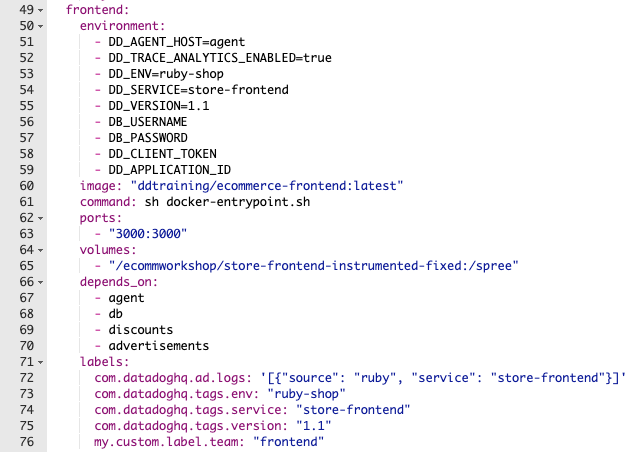 49 frontend:
50 environment:
51 - DD_AGENT_HOST=agent
52 - DD_TRACE_ANALYTICS_ENABLED=true
53 - DD_ENV=ruby-shop
54 - DD_SERVICE=store-frontend
55 - DD_VERSION=1.1
56 - DB_USERNAME
57 - DB_PASSWORD
58 - DD_CLIENT_TOKEN
59 - DD_APPLICATION_ID
60 image: "ddtraining/ecommerce-frontend:latest"
61 command: sh docker-entrypoint.sh
62 ports:
63 - "3000:3000"
64 volumes:
65 - "/ecommworkshop/store-frontend-instrumented-fixed:/spree"
66 depends_on:
67 - agent
68 - db
69 - discounts
70 - advertisements
71 labels:
72 com.datadoghq.ad.logs: '[{"source": "ruby", "service": "store-frontend"}]'
73 com.datadoghq.tags.env: "ruby-shop"
74 com.datadoghq.tags.service: "store-frontend"
75 com.datadoghq.tags.version: "1.1"
76 my.custom.label.team: "frontend"